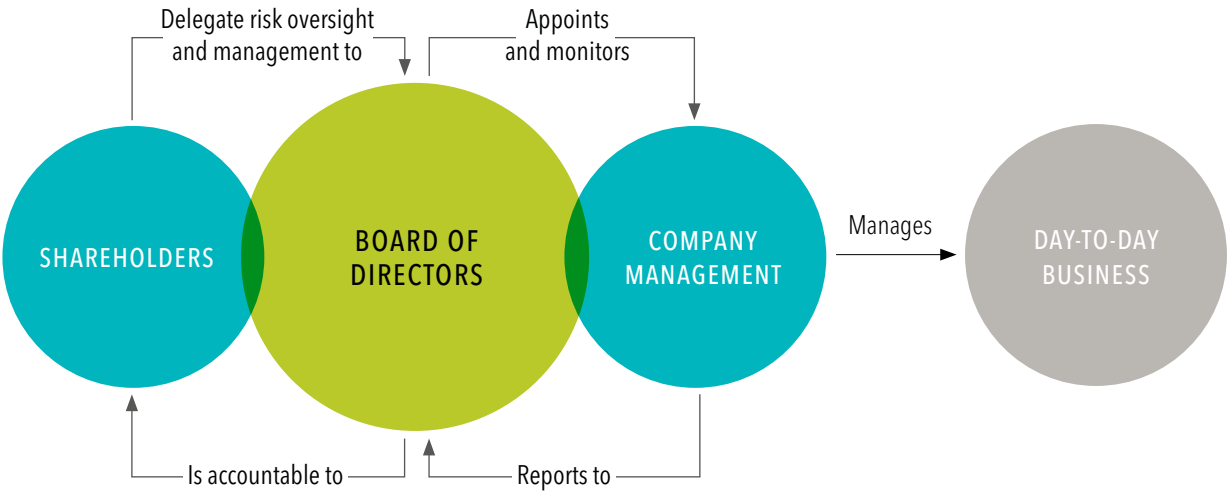 Delegate risk oversight
and management to
Appoints
and monitors
SHAREHOLDERS
BOARD OF
DIRECTORS
COMPANY
MANAGEMENT
Manages
DAY-TO-DAY
BUSINESS
Is accountable to
Reports to